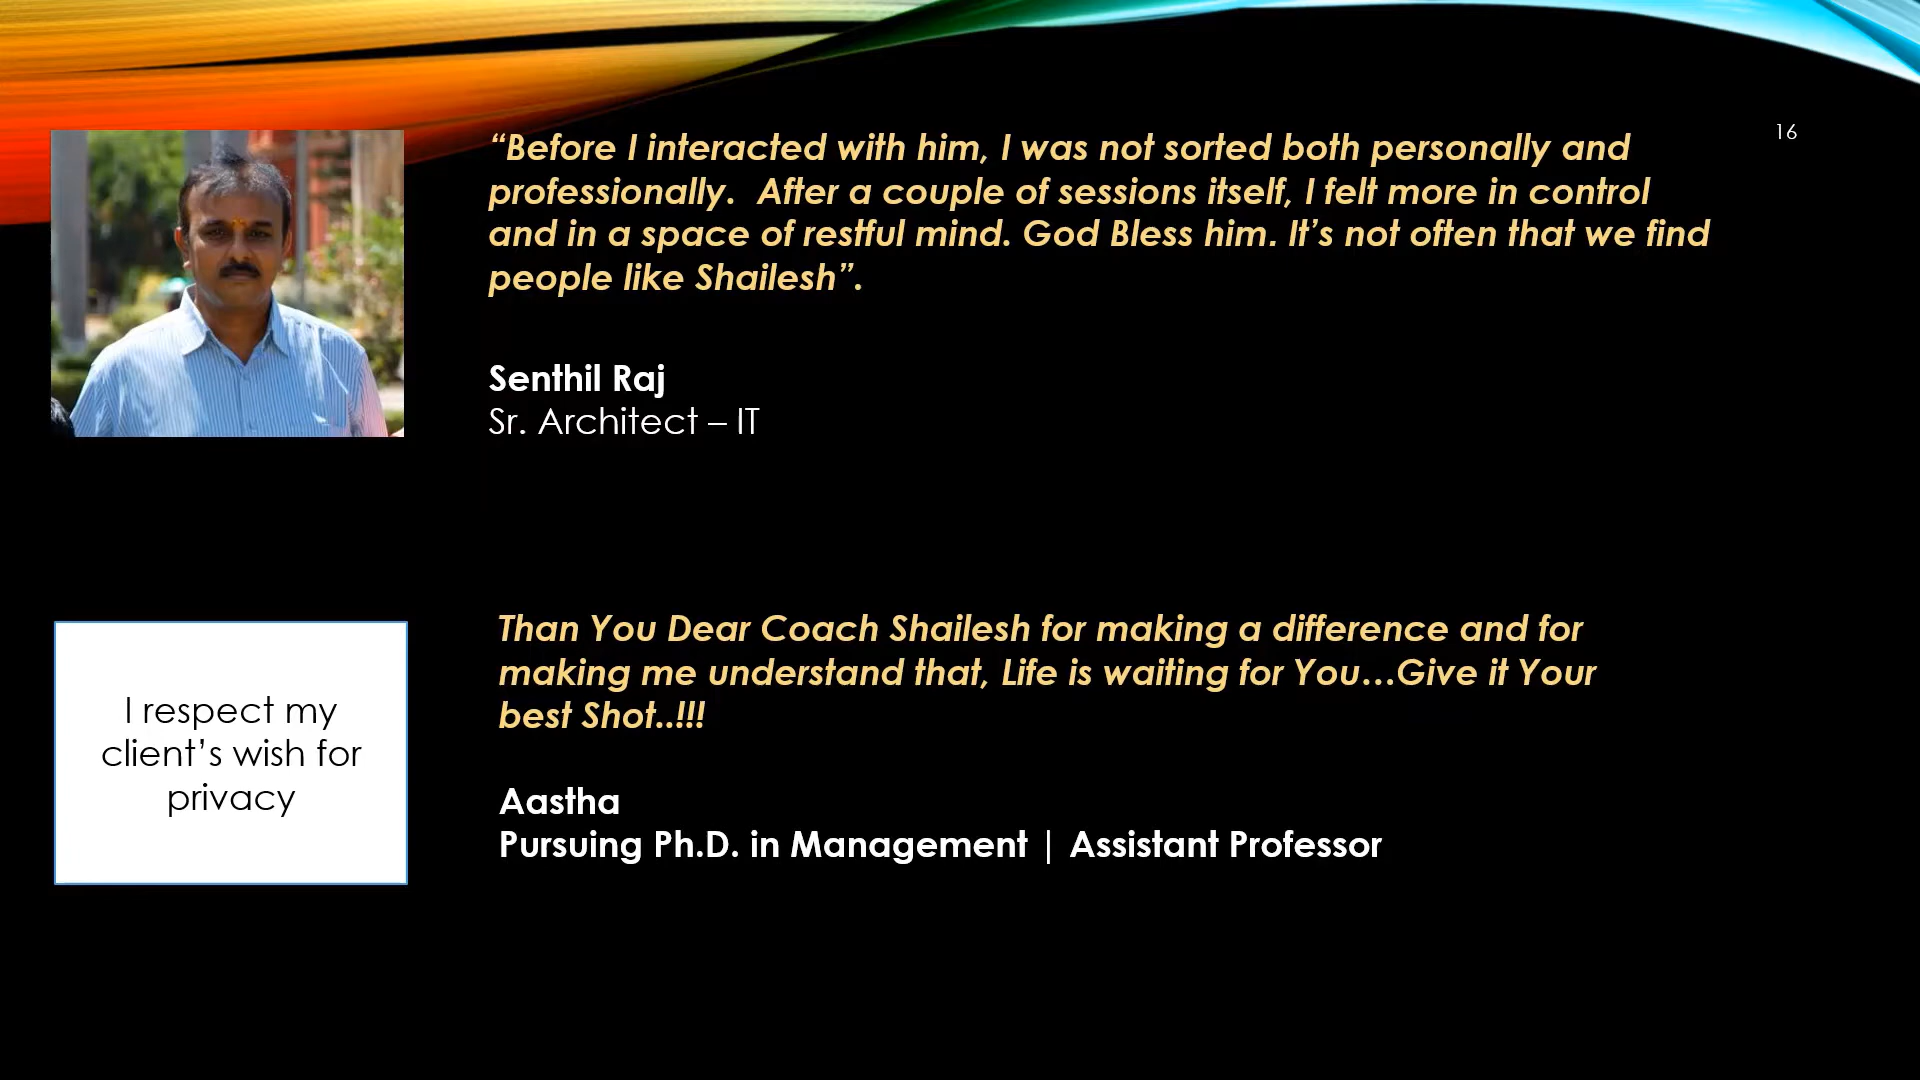 16
“Before I interacted with him, I was not sorted both personally and
professionally.  After a couple of sessions itself, I felt more in control
and in a space of restful mind. God Bless him. It’s not often that we find
people like Shailesh”.
Senthil Raj
Sr. Architect – IT
I respect my
client’s wish for
privacy
Than You Dear Coach Shailesh for making a difference and for
making me understand that, Life is waiting for You…Give it Your
best Shot..!!!
Aastha
Pursuing Ph.D. in Management | Assistant Professor